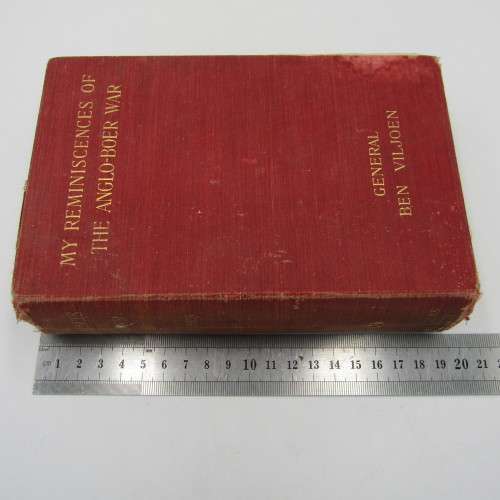 MY REMINISCENCES OF
THE ANGLO-BOER WAR
GENERAL
BEN VILJOEN
cm 1 2 3 4 5 6 7 8 9 10 11 12 13 14 15 16 17 18 19 20 21